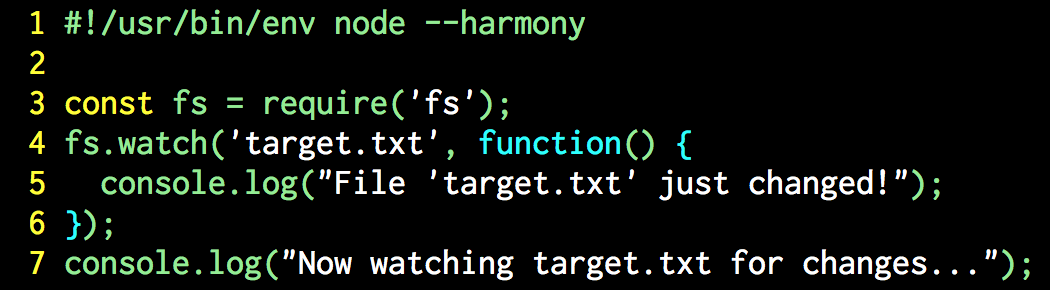 1 #!/usr/bin/env node --harmony
2
3 const fs = require('fs');
4 fs.watch('target.txt', function() {
5   console.log("File 'target.txt' just changed!");
6 });
7 console.log("Now watching target.txt for changes...");